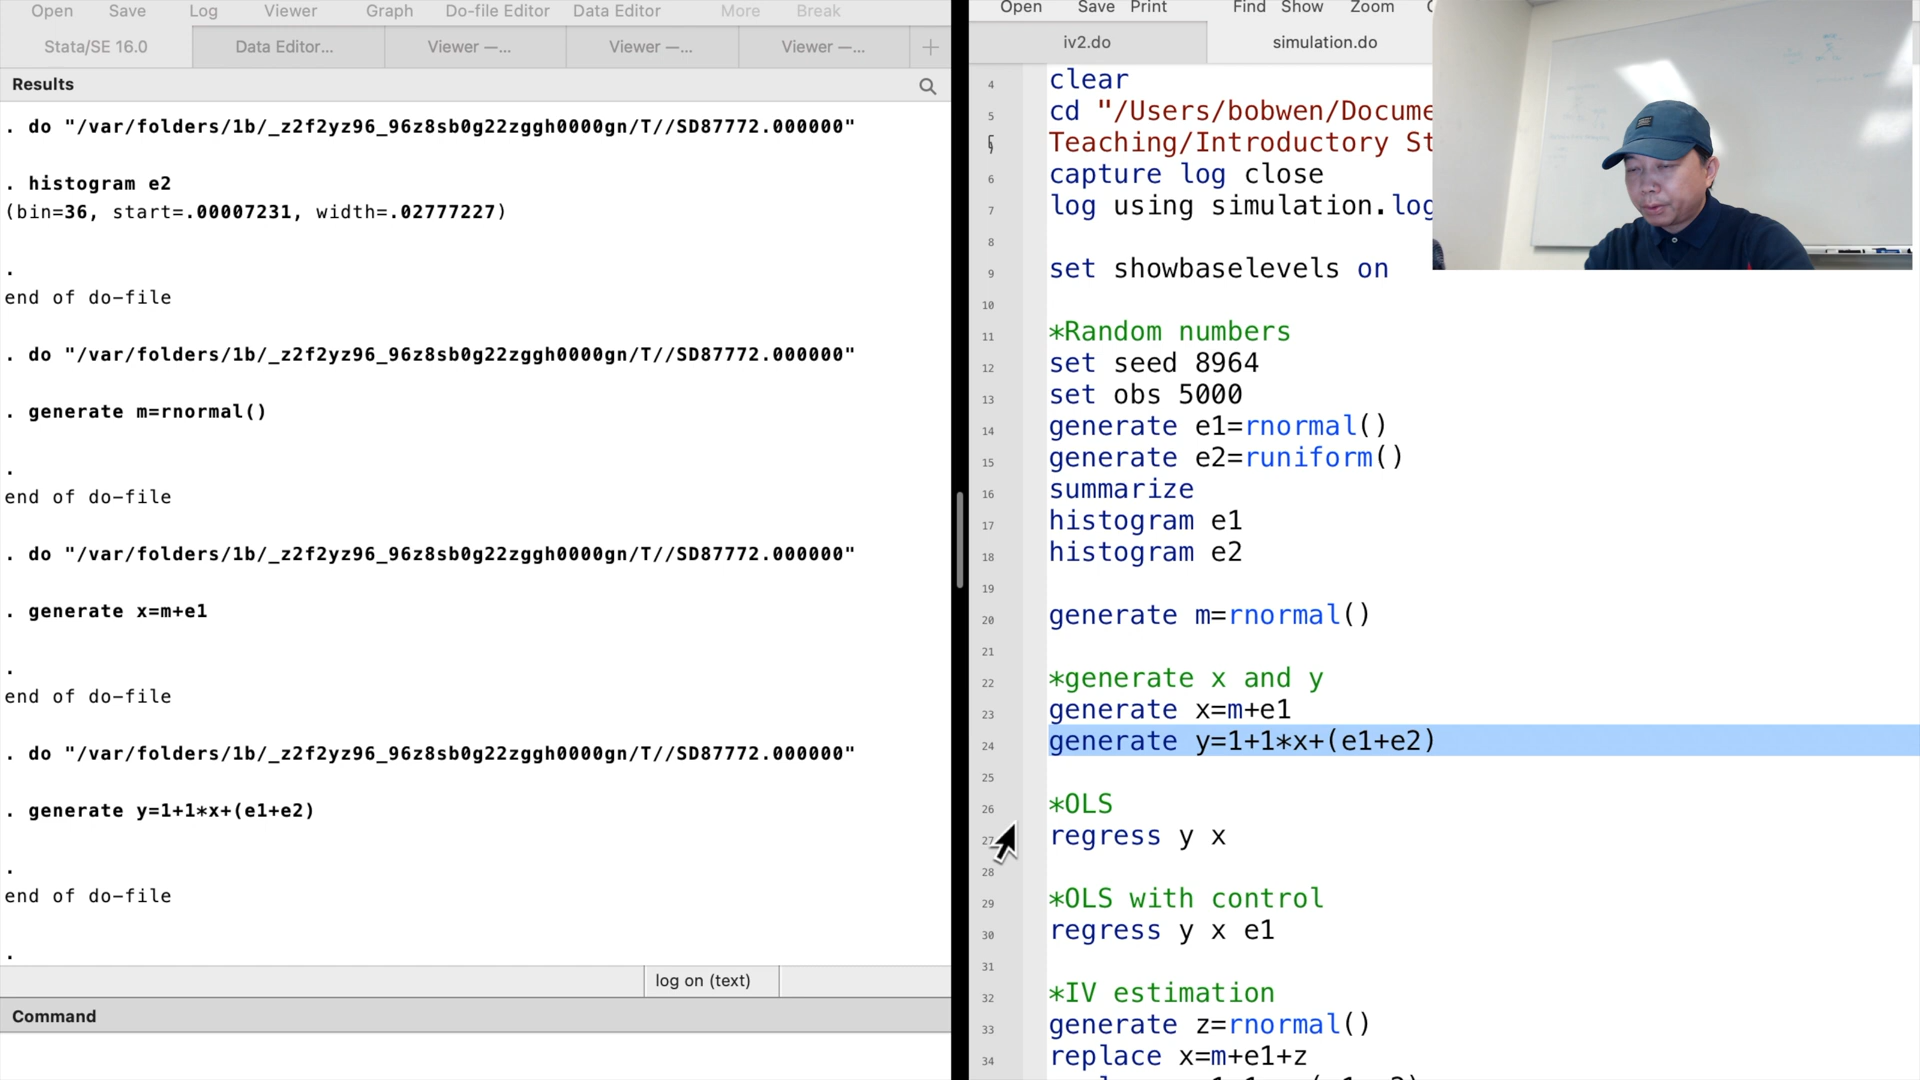 Open Save Log Viewer Graph Do-file Editor Data Editor More Break
Stata/SE 16.0 Data Editor... Viewer —... Viewer —... Viewer —... +
Results
. do "/var/folders/1b/_z2f2yz96_96z8sb0g22zggh0000gn/T//SD87772.000000"
. histogram e2
(bin=36, start=.00007231, width=.02777227)
.
end of do-file
. do "/var/folders/1b/_z2f2yz96_96z8sb0g22zggh0000gn/T//SD87772.000000"
. generate m=rnormal()
.
end of do-file
. do "/var/folders/1b/_z2f2yz96_96z8sb0g22zggh0000gn/T//SD87772.000000"
. generate x=m+e1
.
end of do-file
. do "/var/folders/1b/_z2f2yz96_96z8sb0g22zggh0000gn/T//SD87772.000000"
. generate y=1+1*x+(e1+e2)
.
end of do-file
.
log on (text)
Command
Open Save Print Find Show Zoom
iv2.do simulation.do
4 clear
5 cd "/Users/bobwen/Docume
Teaching/Introductory St
6 capture log close
7 log using simulation.log
8
9 set showbaselevels on
10
11 *Random numbers
12 set seed 8964
13 set obs 5000
14 generate e1=rnormal()
15 generate e2=runiform()
16 summarize
17 histogram e1
18 histogram e2
19
20 generate m=rnormal()
21
22 *generate x and y
23 generate x=m+e1
24 generate y=1+1*x+(e1+e2)
25
26 *OLS
27 regress y x
28
29 *OLS with control
30 regress y x e1
31
32 *IV estimation
33 generate z=rnormal()
34 replace x=m+e1+z